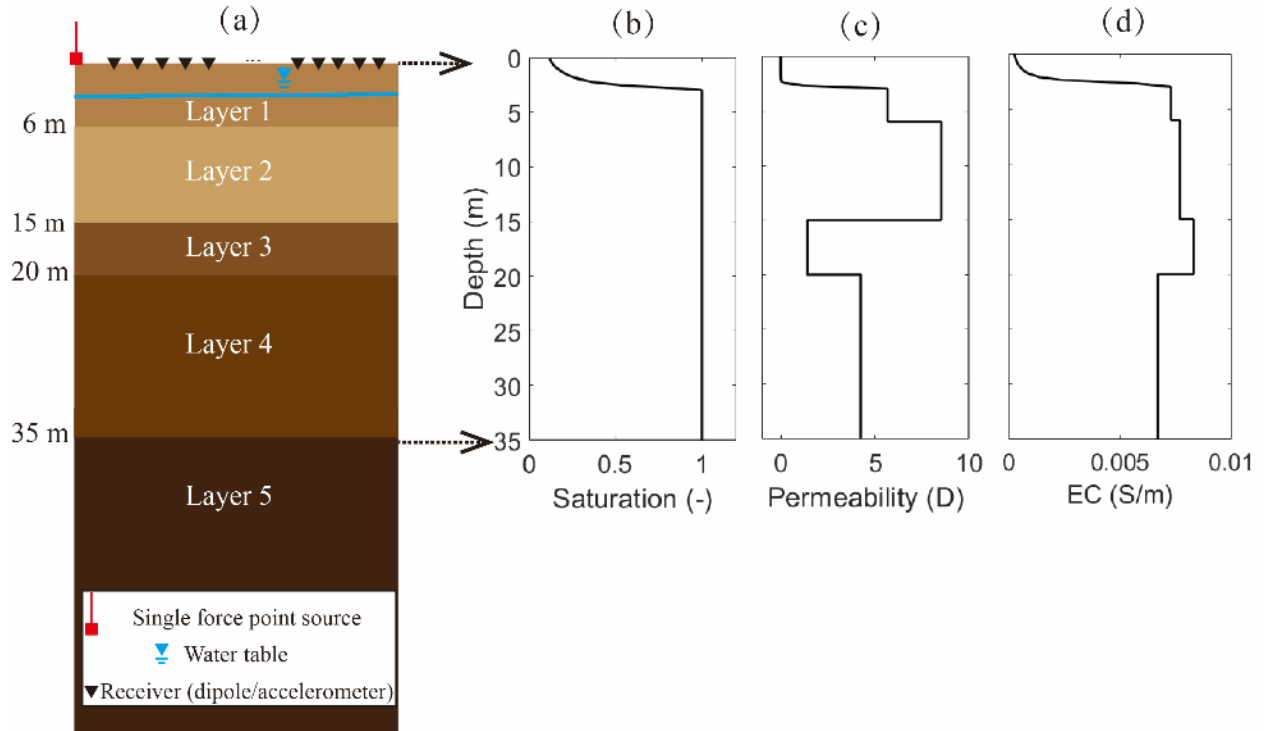 (a)
...
Layer 1
6 m
Layer 2
15 m
Layer 3
20 m
Layer 4
35 m
Layer 5
Single force point source
Water table
Receiver (dipole/accelerometer)
(b)
0
5
10
15
20
25
30
35
Depth (m)
0
0.5
1
Saturation (-)
(c)
0
5
10
Permeability (D)
(d)
0
0.005
0.01
EC (S/m)